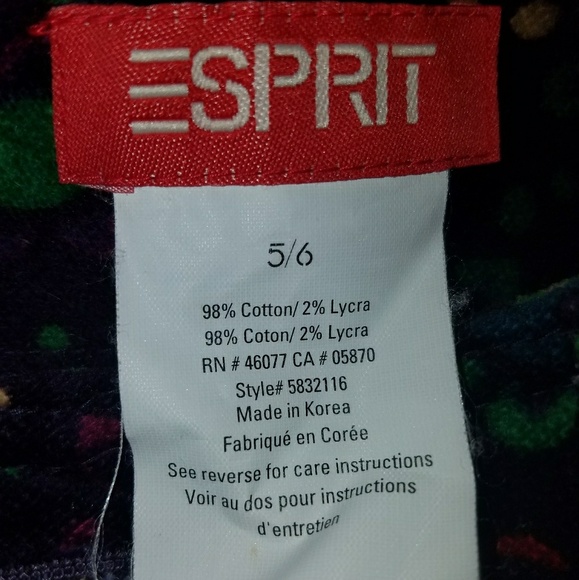 ESPRIT
5/6
98% Cotton/ 2% Lycra
98% Coton/ 2% Lycra
RN # 46077 CA # 05870
Style# 5832116
Made in Korea
Fabriqué en Corée
See reverse for care instructions
Voir au dos pour instructions
d'entretien